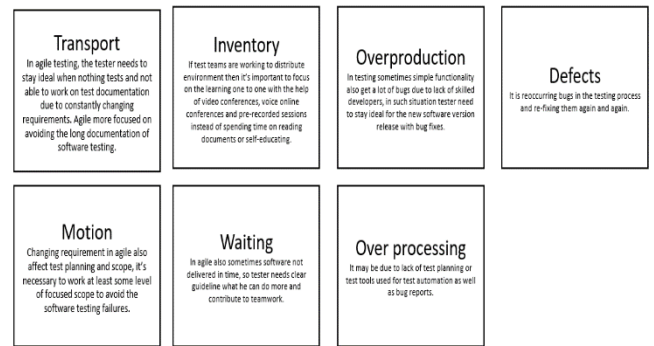 Transport
In agile testing, the tester needs to
stay ideal when nothing tests and not
able to work on test documentation
due to constantly changing
requirements. Agile more focused on
avoiding the long documentation of
software testing.
Inventory
If test teams are working to distribute
environment then it's important to focus
on the learning one to one with the help
of video conferences, voice online
conferences and pre-recorded sessions
instead of spending time on reading
documents or self-educating.
Overproduction
In testing sometimes simple functionality
also get a lot of bugs due to lack of skilled
developers, in such situation tester need
to stay ideal for the new software version
release with bug fixes.
Defects
It is reoccurring bugs in the testing process
and re-fixing them again and again.
Motion
Changing requirement in agile also
affect test planning and scope, it's
necessary to work at least some level
of focused scope to avoid the
software testing failures.
Waiting
In agile also sometimes software not
delivered in time, so tester needs clear
guideline what he can do more and
contribute to teamwork.
Over processing
It may be due to lack of test planning or
test tools used for test automation as well
as bug reports.